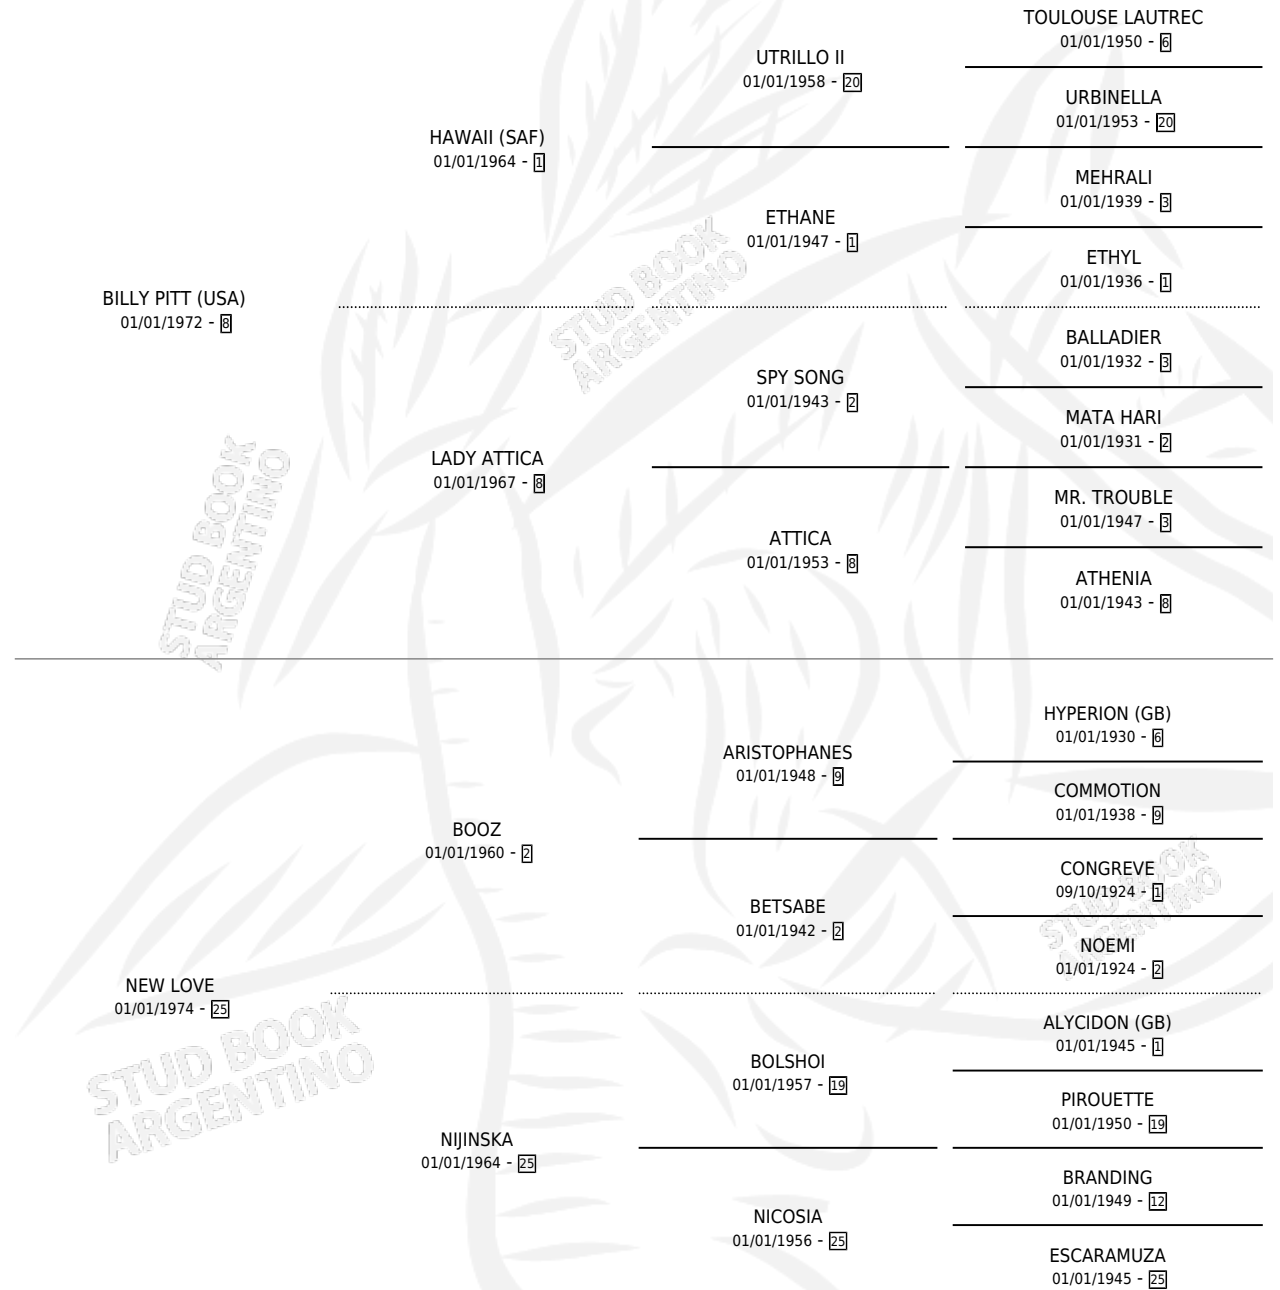 TOULOUSE LAUTREC
01/01/1950 - 6
UTRILLO II
01/01/1958 - 20
URBINELLA
01/01/1953 - 20
HAWAII (SAF)
01/01/1964 - 1
MEHRALI
01/01/1939 - 3
ETHANE
01/01/1947 - 1
ETHYL
01/01/1936 - 1
BILLY PITT (USA)
01/01/1972 - 8
BALLADIER
01/01/1932 - 3
SPY SONG
01/01/1943 - 2
MATA HARI
01/01/1931 - 2
LADY ATTICA
01/01/1967 - 8
MR. TROUBLE
01/01/1947 - 3
ATTICA
01/01/1953 - 8
ATHENIA
01/01/1943 - 8
STUD BOOK
ARGENTINO
STUD BOOK
ARGENTINO
HYPERION (GB)
01/01/1930 - 6
ARISTOPHANES
01/01/1948 - 9
COMMOTION
01/01/1938 - 9
BOOZ
01/01/1960 - 2
CONGREVE
09/10/1924 - 1
BETSABE
01/01/1942 - 2
NOEMI
01/01/1924 - 2
NEW LOVE
01/01/1974 - 25
ALYCIDON (GB)
01/01/1945 - 1
BOLSHOI
01/01/1957 - 19
PIROUETTE
01/01/1950 - 19
NIJINSKA
01/01/1964 - 25
BRANDING
01/01/1949 - 12
NICOSIA
01/01/1956 - 25
ESCARAMUZA
01/01/1945 - 25
STUD BOOK
ARGENTINO
STUD BOOK
ARGENTINO